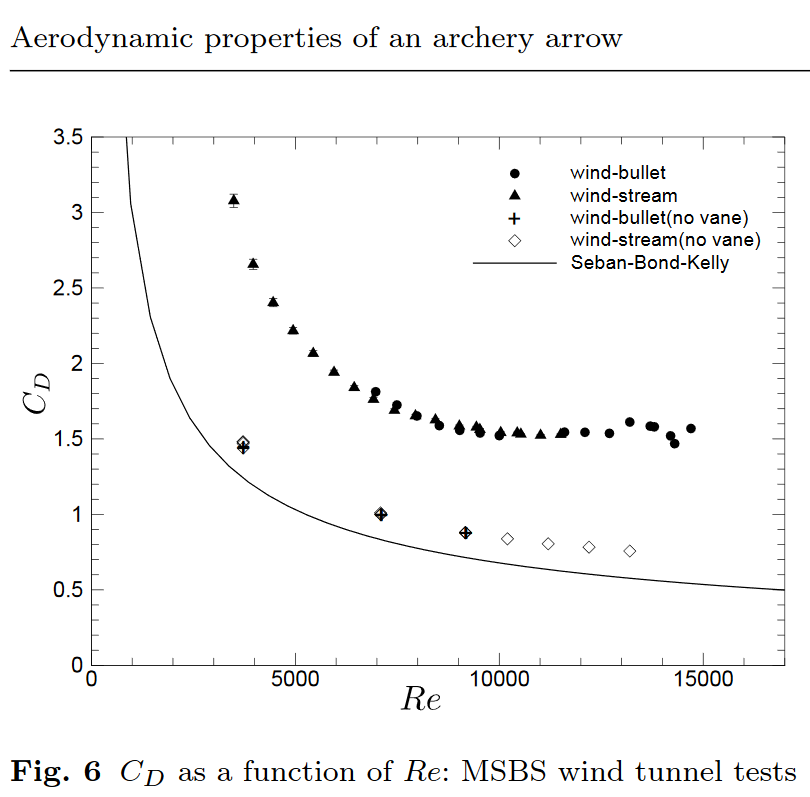 Aerodynamic properties of an archery arrow
3.5
3
2.5
2
1.5
1
0.5
0
C_D
wind-bullet
wind-stream
wind-bullet(no vane)
wind-stream(no vane)
Seban-Bond-Kelly
0 5000 10000 15000
Re
Fig. 6 C_D as a function of Re: MSBS wind tunnel tests